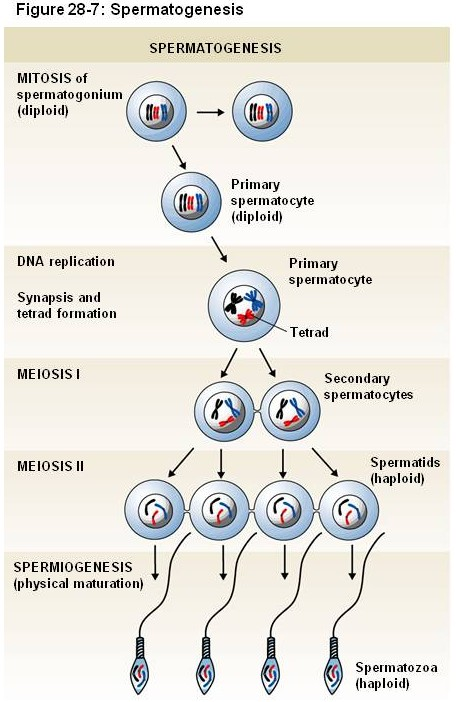 Figure 28-7: Spermatogenesis
SPERMATOGENESIS
MITOSIS of
spermatogonium
(diploid)
Primary
spermatocyte
(diploid)
DNA replication
Synapsis and
tetrad formation
Primary
spermatocyte
Tetrad
MEIOSIS I
Secondary
spermatocytes
MEIOSIS II
Spermatids
(haploid)
SPERMIOGENESIS
(physical maturation)
Spermatozoa
(haploid)